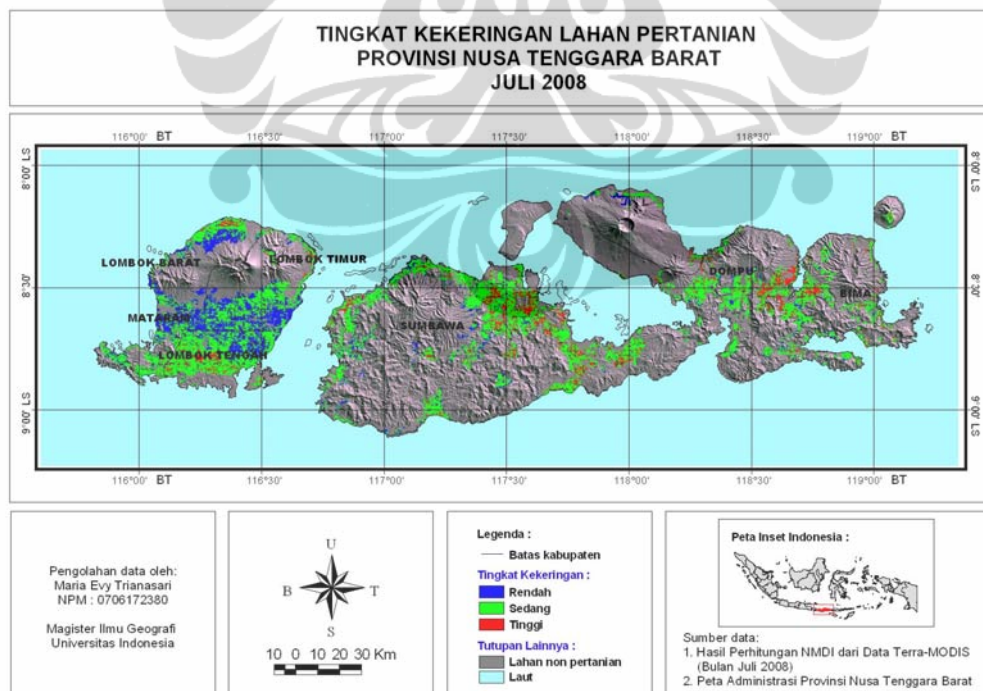 TINGKAT KEKERINGAN LAHAN PERTANIAN
PROVINSI NUSA TENGGARA BARAT
JULI 2008
116°00' BT 116°30' 117°00' 117°30' 118°00' 118°30' 119°00' BT
8°00' LS
8°00' LS
LOMBOK BARAT
LOMBOK TIMUR
DOMPU
8°30'
8°30'
BIMA
MATARAM
SUMBAWA
LOMBOK TENGAH
9°00' LS
9°00' LS
116°00' BT 116°30' 117°00' 117°30' 118°00' 118°30' 119°00' BT
Pengolahan data oleh:
Maria Evy Trianasari
NPM : 0706172380
Magister Ilmu Geografi
Universitas Indonesia
U
B T
S
10 0 10 20 30 Km
Legenda :
Batas kabupaten
Tingkat Kekeringan :
Rendah
Sedang
Tinggi
Tutupan Lainnya :
Lahan non pertanian
Laut
Peta Inset Indonesia :
Sumber data:
1. Hasil Perhitungan NMDI dari Data Terra-MODIS
(Bulan Juli 2008)
2. Peta Administrasi Provinsi Nusa Tenggara Barat